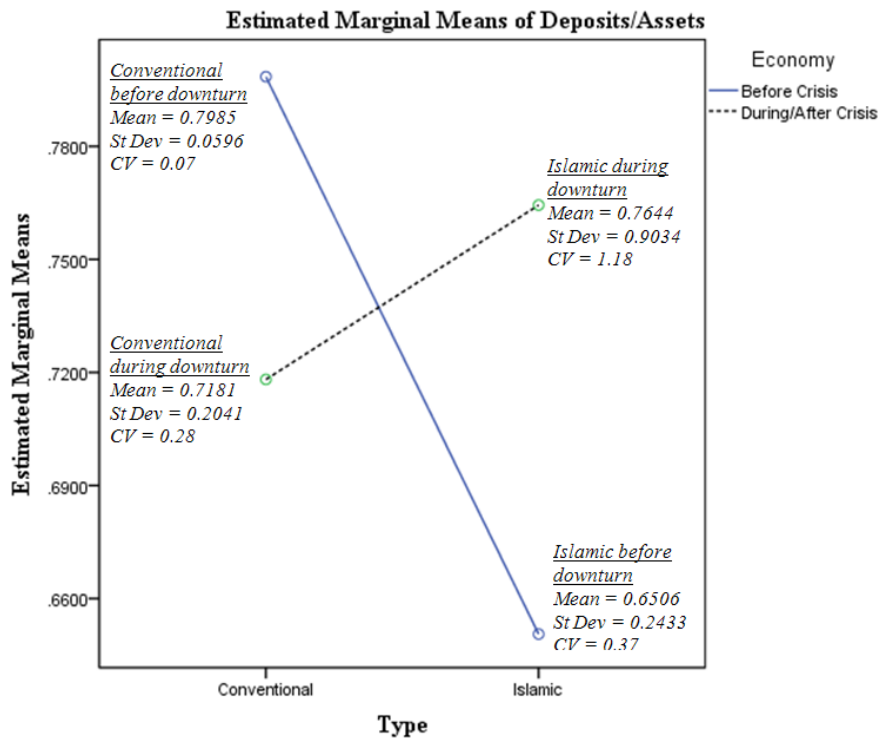 Estimated Marginal Means of Deposits/Assets
Economy
Before Crisis
During/After Crisis
Estimated Marginal Means
.7800
.7500
.7200
.6900
.6600
Conventional
before downturn
Mean = 0.7985
St Dev = 0.0596
CV = 0.07
Islamic during
downturn
Mean = 0.7644
St Dev = 0.9034
CV = 1.18
Conventional
during downturn
Mean = 0.7181
St Dev = 0.2041
CV = 0.28
Islamic before
downturn
Mean = 0.6506
St Dev = 0.2433
CV = 0.37
Conventional
Islamic
Type